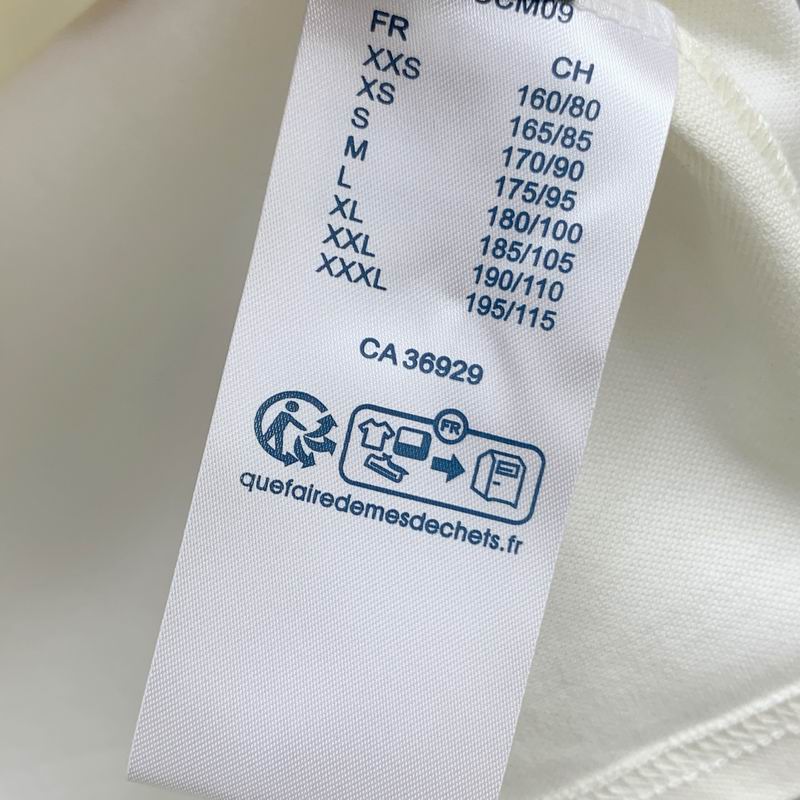 CM09
FR CH
XXS 160/80
XS 165/85
S 170/90
M 175/95
L 180/100
XL 185/105
XXL 190/110
XXXL 195/115
CA 36929
FR
quefairedemesdechets.fr